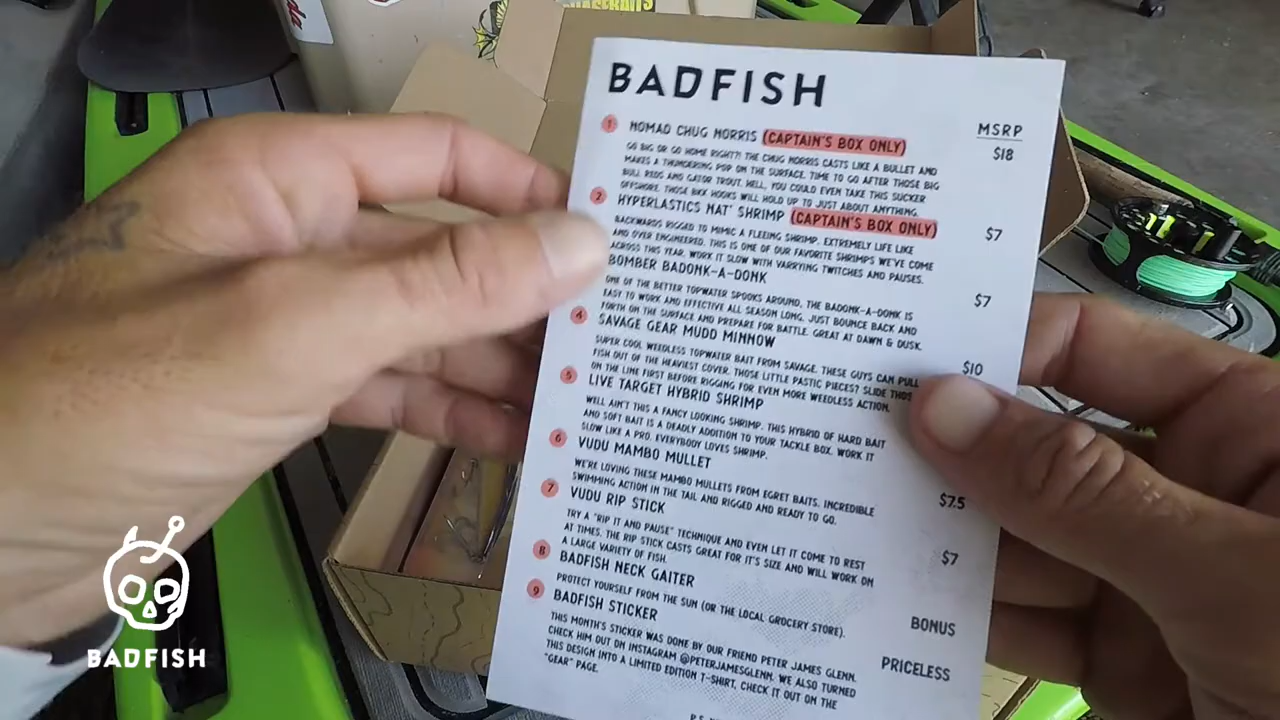 BADFISH
MSRP
1 NOMAD CHUG NORRIS (CAPTAIN'S BOX ONLY) $18
GO BIG OR GO HOME RIGHT?! THE CHUG NORRIS CASTS LIKE A BULLET AND
MAKES A THUNDERING POP ON THE SURFACE. TIME TO GO AFTER THOSE BIG
BULL REDS AND GATOR TROUT. HELL, YOU COULD EVEN TAKE THIS SUCKER
OFFSHORE. THOSE BKK HOOKS WILL HOLD UP TO JUST ABOUT ANYTHING.
2 HYPERLASTICS NAT' SHRIMP (CAPTAIN'S BOX ONLY) $7
BACKWARDS RIGGED TO MIMIC A FLEEING SHRIMP. EXTREMELY LIFE LIKE
AND OVER ENGINEERED. THIS IS ONE OF OUR FAVORITE SHRIMPS WE'VE COME
ACROSS THIS YEAR. WORK IT SLOW WITH VARRYING TWITCHES AND PAUSES.
BOMBER BADONK-A-DONK $7
ONE OF THE BETTER TOPWATER SPOOKS AROUND, THE BADONK-A-DONK IS
EASY TO WORK AND EFFECTIVE ALL SEASON LONG. JUST BOUNCE BACK AND
FORTH ON THE SURFACE AND PREPARE FOR BATTLE. GREAT AT DAWN & DUSK.
4 SAVAGE GEAR MUDD MINNOW $10
SUPER COOL WEEDLESS TOPWATER BAIT FROM SAVAGE. THESE GUYS CAN PULL
FISH OUT OF THE HEAVIEST COVER. THOSE LITTLE PASTIC PIECES? SLIDE
ON THE LINE FIRST BEFORE RIGGING FOR EVEN MORE WEEDLESS ACTION.
5 LIVE TARGET HYBRID SHRIMP
WELL AIN'T THIS A FANCY LOOKING SHRIMP. THIS HYBRID OF HARD BAIT
AND SOFT BAIT IS A DEADLY ADDITION TO YOUR TACKLE BOX. WORK IT
SLOW LIKE A PRO. EVERYBODY LOVES SHRIMP.
6 VUDU MAMBO MULLET $7.5
WE'RE LOVING THESE MAMBO MULLETS FROM EGRET BAITS. INCREDIBLE
SWIMMING ACTION IN THE TAIL AND RIGGED AND READY TO GO.
7 VUDU RIP STICK $7
TRY A "RIP IT AND PAUSE" TECHNIQUE AND EVEN LET IT COME TO REST
AT TIMES. THE RIP STICK CASTS GREAT FOR IT'S SIZE AND WILL WORK ON
A LARGE VARIETY OF FISH.
8 BADFISH NECK GAITER BONUS
PROTECT YOURSELF FROM THE SUN (OR THE LOCAL GROCERY STORE).
9 BADFISH STICKER PRICELESS
THIS MONTH'S STICKER WAS DONE BY OUR FRIEND PETER JAMES GLENN.
CHECK HIM OUT ON INSTAGRAM @PETERJAMESGLENN. WE ALSO TURNED
THIS DESIGN INTO A LIMITED EDITION T-SHIRT, CHECK IT OUT ON THE
"GEAR" PAGE.
BADFISH